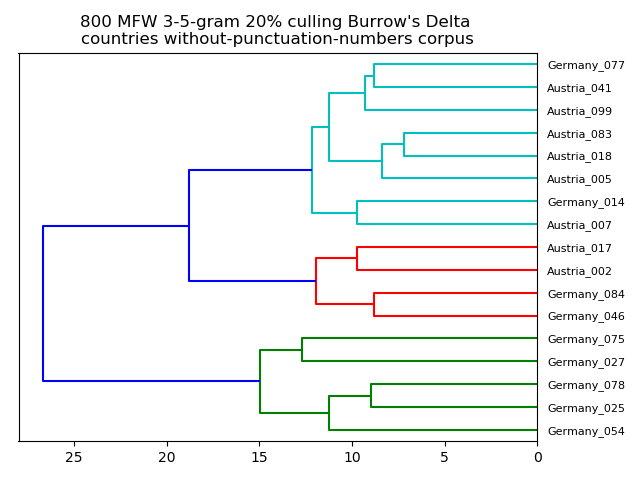 800 MFW 3-5-gram 20% culling Burrow's Delta
countries without-punctuation-numbers corpus
Germany_077
Austria_041
Austria_099
Austria_083
Austria_018
Austria_005
Germany_014
Austria_007
Austria_017
Austria_002
Germany_084
Germany_046
Germany_075
Germany_027
Germany_078
Germany_025
Germany_054
25 20 15 10 5 0